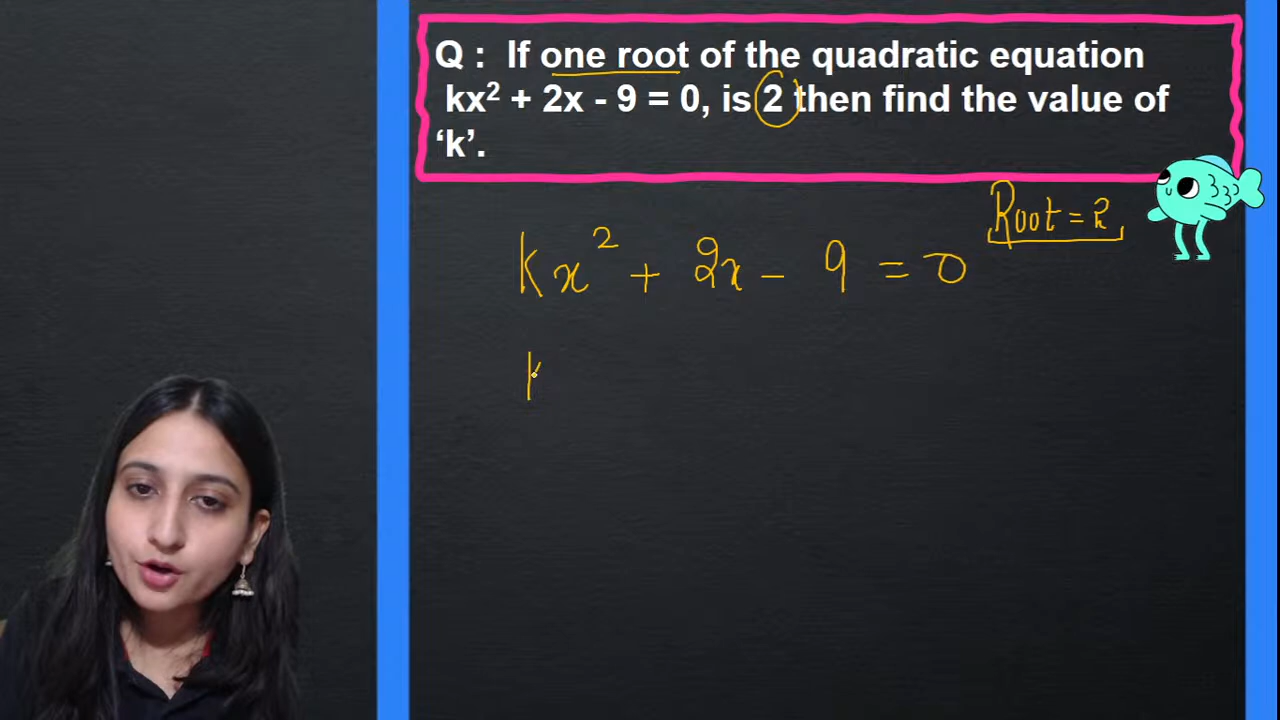 Q : If one root of the quadratic equation
kx² + 2x - 9 = 0, is 2 then find the value of
‘k’.
Root = 2
kx² + 2x - 9 = 0
k